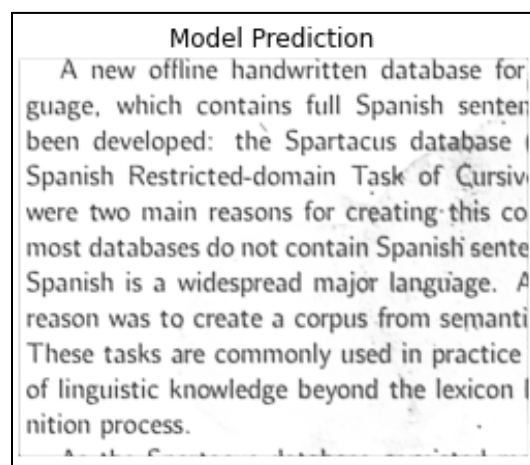 Model Prediction
A new offline handwritten database for
guage, which contains full Spanish senten
been developed: the Spartacus database
Spanish Restricted-domain Task of Cursiv
were two main reasons for creating this co
most databases do not contain Spanish sente
Spanish is a widespread major language. A
reason was to create a corpus from semanti
These tasks are commonly used in practice
of linguistic knowledge beyond the lexicon
nition process.